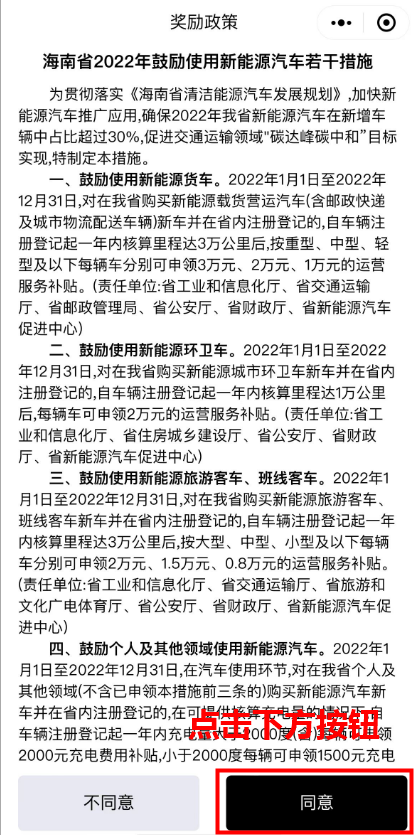 奖励政策
海南省2022年鼓励使用新能源汽车若干措施
为贯彻落实《海南省清洁能源汽车发展规划》,加快新
能源汽车推广应用,确保2022年我省新能源汽车在新增车
辆中占比超过30%,促进交通运输领域"碳达峰碳中和”目标
实现,特制定本措施。
一、鼓励使用新能源货车。2022年1月1日至2022年
12月31日,对在我省购买新能源载货营运汽车(含邮政快递
及城市物流配送车辆)新车并在省内注册登记的,自车辆注
册登记起一年内核算里程达3万公里后,按重型、中型、轻
型及以下每辆车分别可申领3万元、2万元、1万元的运营
服务补贴。(责任单位:省工业和信息化厅、省交通运输
厅、省邮政管理局、省公安厅、省财政厅、省新能源汽车
促进中心)
二、鼓励使用新能源环卫车。2022年1月1日至2022
年12月31日,对在我省购买新能源城市环卫车新车并在省内
注册登记的,自车辆注册登记起一年内核算里程达1万公里
后,每辆车可申领2万元的运营服务补贴。(责任单位:省工
业和信息化厅、省住房城乡建设厅、省公安厅、省财政
厅、省新能源汽车促进中心)
三、鼓励使用新能源旅游客车、班线客车。2022年1
月1日至2022年12月31日,对在我省购买新能源旅游客车、
班线客车新车并在省内注册登记的,自车辆注册登记起一年
内核算里程达3万公里后,按大型、中型、小型及以下每辆
车分别可申领2万元、1.5万元、0.8万元的运营服务补贴。
(责任单位:省工业和信息化厅、省交通运输厅、省旅游和
文化广电体育厅、省公安厅、省财政厅、省新能源汽车促
进中心)
四、鼓励个人及其他领域使用新能源汽车。2022年1
月1日至2022年12月31日,在汽车使用环节,对在我省个人及
其他领域(不含已申领本措施前三条的)购买新能源汽车新
车并在省内注册登记的,在可提供核算充电量的情况下,自
点击下方按钮
车辆注册登记起一年内充电量大于2000度(含)每辆可申领
2000元充电费用补贴,小于2000度每辆可申领1500元充电
不同意
同意